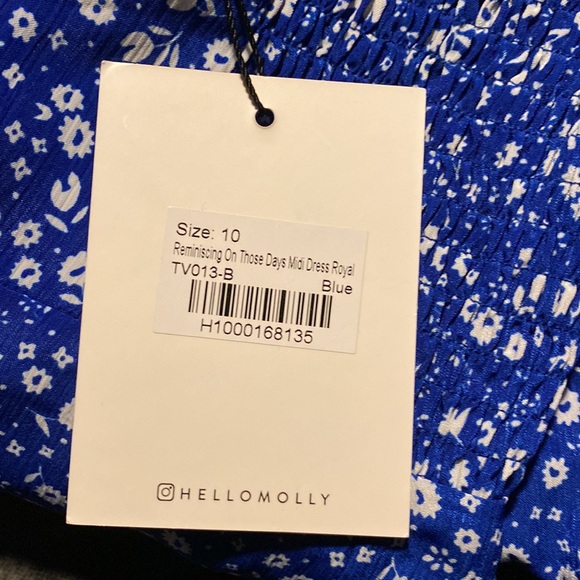 Size: 10
Reminiscing On Those Days Midi Dress Royal
TV013-B Blue
H1000168135
HELLOMOLLY